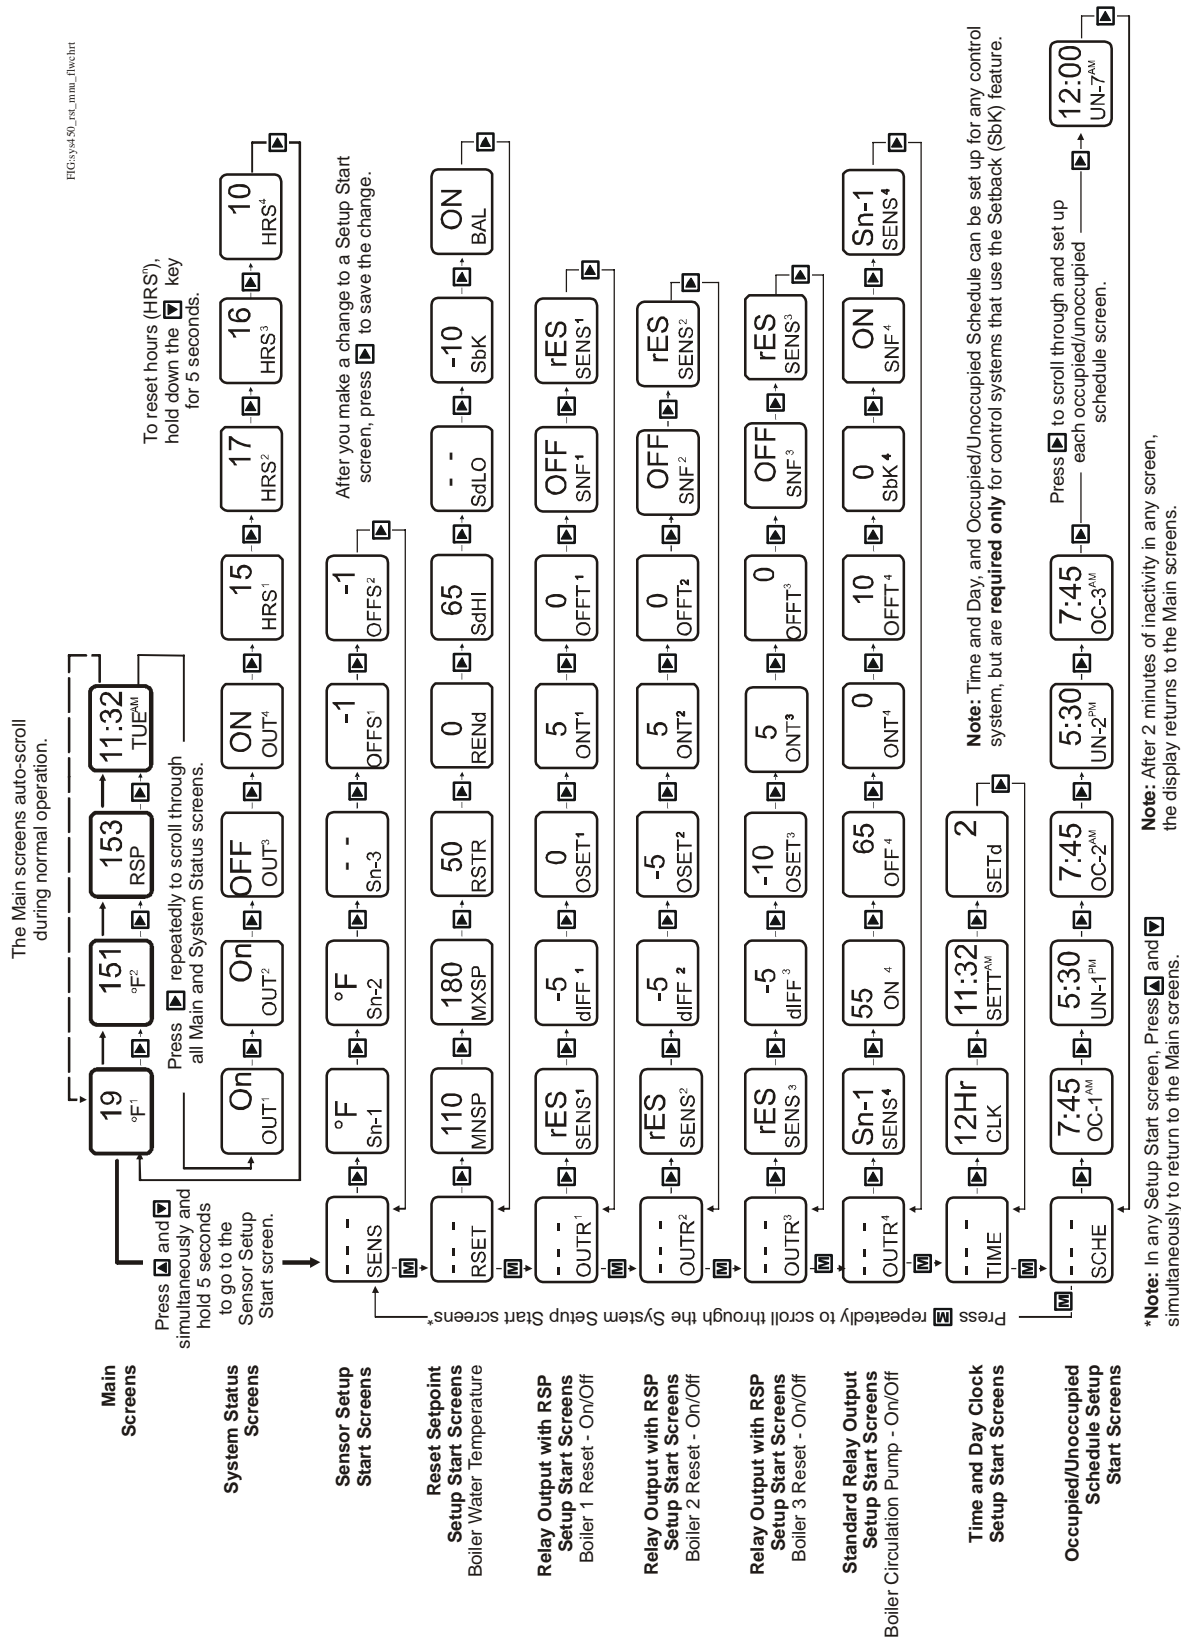 FIG:sys450_rst_mnu_flwchrt
The Main screens auto-scroll
during normal operation.
Main
Screens
19
°F1
151
°F2
153
RSP
11:32
TUE AM
Press ▲ and ▼
simultaneously and
hold 5 seconds
to go to the
Sensor Setup
Start screen.
Press ► repeatedly to scroll through
all Main and System Status screens.
To reset hours (HRSn),
hold down the ▼ key
for 5 seconds.
System Status
Screens
On
OUT1
On
OUT2
OFF
OUT3
ON
OUT4
15
HRS1
17
HRS2
16
HRS3
10
HRS4
After you make a change to a Setup Start
screen, press ► to save the change.
Sensor Setup
Start Screens
- - -
SENS
°F
Sn-1
°F
Sn-2
- -
Sn-3
-1
OFFS1
-1
OFFS2
M
Reset Setpoint
Setup Start Screens
Boiler Water Temperature
- - -
RSET
110
MNSP
180
MXSP
50
RSTR
0
RENd
65
SdHI
- -
SdLO
-10
SbK
ON
BAL
M
Relay Output with RSP
Setup Start Screens
Boiler 1 Reset - On/Off
- - -
OUTR1
rES
SENS1
-5
dIFF 1
0
OSET1
5
ONT1
0
OFFT1
OFF
SNF1
rES
SENS1
M
Relay Output with RSP
Setup Start Screens
Boiler 2 Reset - On/Off
- - -
OUTR2
rES
SENS2
-5
dIFF 2
-5
OSET2
5
ONT2
0
OFFT2
OFF
SNF2
rES
SENS2
M
Relay Output with RSP
Setup Start Screens
Boiler 3 Reset - On/Off
- - -
OUTR3
rES
SENS 3
-5
dIFF 3
-10
OSET3
5
ONT3
0
OFFT3
OFF
SNF3
rES
SENS3
M
Standard Relay Output
Setup Start Screens
Boiler Circulation Pump - On/Off
- - -
OUTR4
Sn-1
SENS4
55
ON 4
65
OFF 4
0
ONT4
10
OFFT4
0
SbK 4
ON
SNF4
Sn-1
SENS4
M
Time and Day Clock
Setup Start Screens
- - -
TIME
12Hr
CLK
11:32
SETT AM
2
SETd
M
Note: Time and Day, and Occupied/Unoccupied Schedule can be set up for any control
system, but are required only for control systems that use the Setback (SbK) feature.
Occupied/Unoccupied
Schedule Setup
Start Screens
- - -
SCHE
7:45
OC-1AM
5:30
UN-1PM
7:45
OC-2AM
5:30
UN-2PM
7:45
OC-3AM
Press ► to scroll through and set up
each occupied/unoccupied
schedule screen.
12:00
UN-7AM
M
Press M repeatedly to scroll through the System Setup Start screens*
*Note: In any Setup Start screen, Press ▲ and ▼
simultaneously to return to the Main screens.
Note: After 2 minutes of inactivity in any screen,
the display returns to the Main screens.